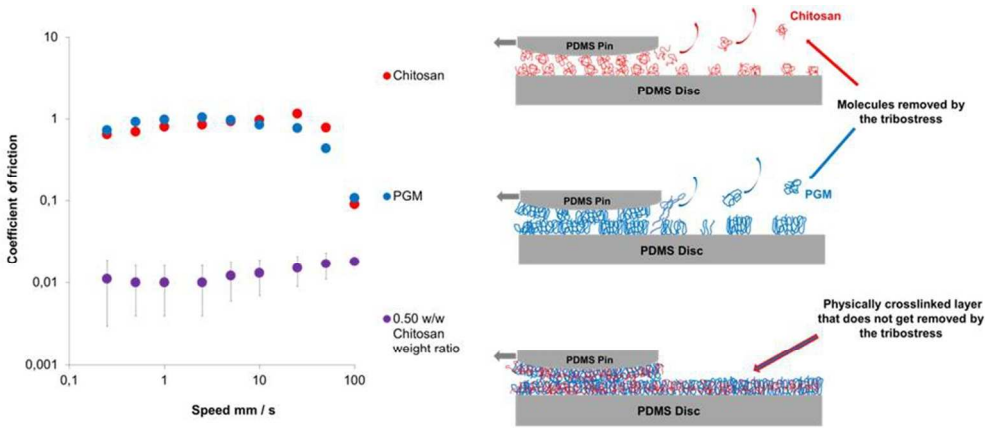 Coefficient of friction
10
1
0,1
0,01
0,001
0,1
1
10
100
Speed mm / s
Chitosan
PGM
0.50 w/w
Chitosan
weight ratio
PDMS Pin
Chitosan
PDMS Disc
Molecules removed by
the tribostress
PDMS Pin
PGM
PDMS Disc
Physically crosslinked layer
that does not get removed by
the tribostress
PDMS Pin
PDMS Disc